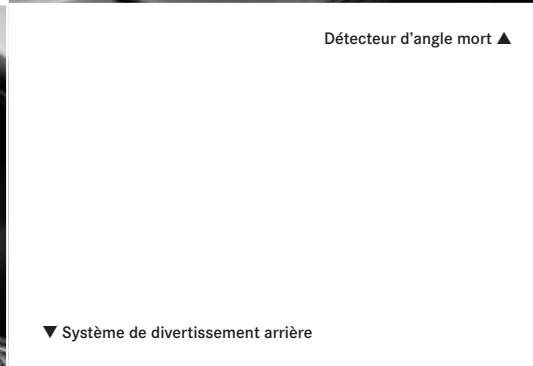 Détecteur d’angle mort ▲
▼ Système de divertissement arrière